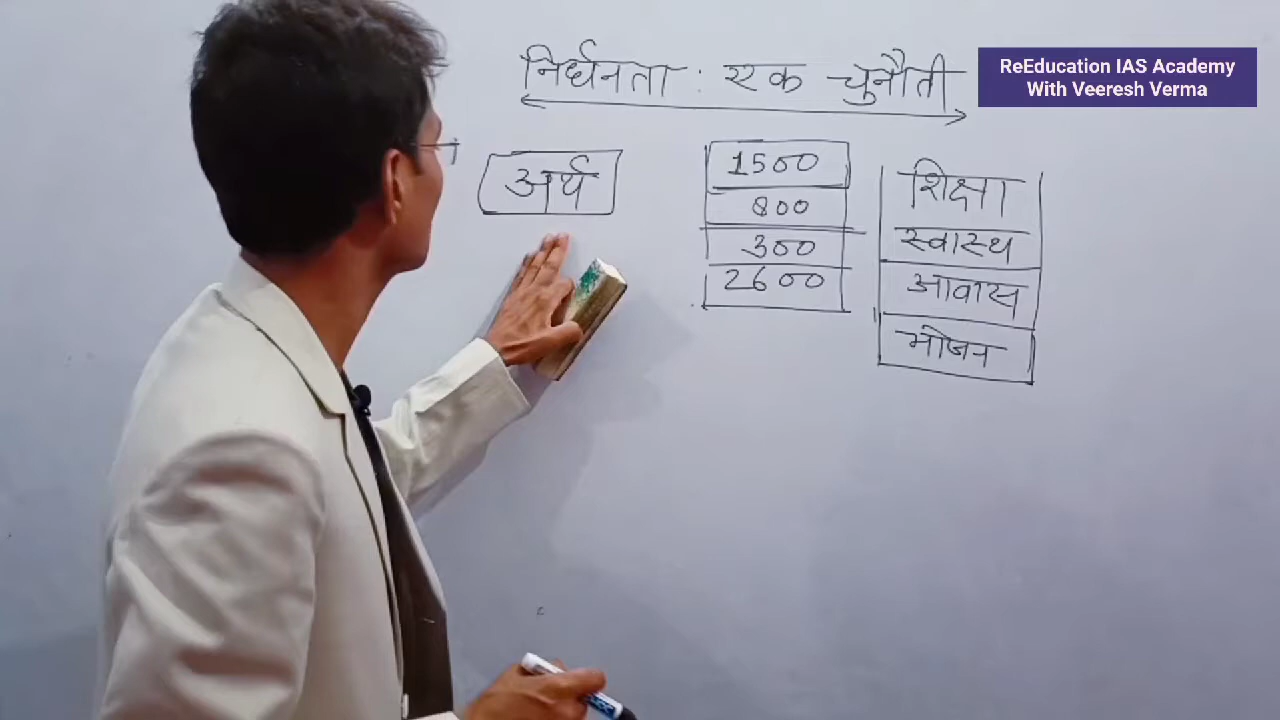 निर्धनता : एक चुनौती
ReEducation IAS Academy
With Veeresh Verma
अर्थ
1500
800
300
2600
शिक्षा
स्वास्थ
आवास
भोजन